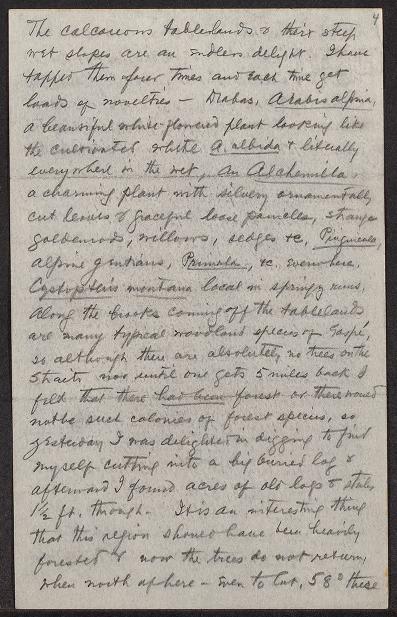 4
The calcareous tablelands & their steep
wet slopes are an endless delight. I have
tapped them four times and each time get
loads of novelties — Drabas, Arabis alpina,
a beautiful white-flowered plant looking like
the cultivated white A. albida & literally
everywhere in the wet, an Alchemilla,
a charming plant with silvery ornamentally
cut leaves & graceful loose panicles, strange
goldenrods, willows, sedges &c, Pinguicula,
alpine gentians, Primula, &c. everywhere.
Cystopteris montana local in springy runs.
Along the brooks coming off the tablelands
are many typical woodland species of Gaspé,
so although there are absolutely no trees on the
Straits now until one gets 5 miles back I
felt that there had been forest or there would
not be such colonies of forest species, so
yesterday I was delighted in digging to find
myself cutting into a big buried log &
afterward I found acres of old logs & stubs
1½ ft. through. It is an interesting thing
that this region should have been heavily
forested & now the trees do not return,
when north of here — even to Lat. 58° these